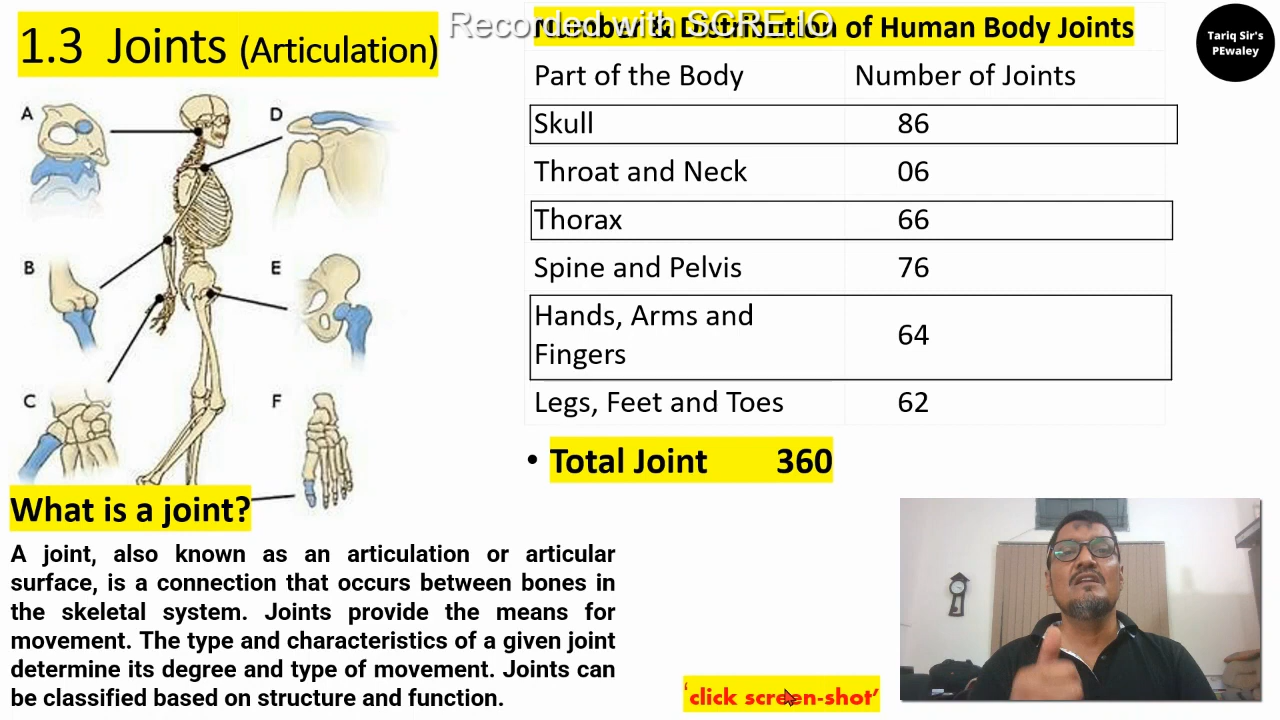 1.3 Joints (Articulation)
Recorded with SCRE.IO
Number & Distribution of Human Body Joints
Tariq Sir's
PEwaley
Part of the Body Number of Joints
Skull 86
Throat and Neck 06
Thorax 66
Spine and Pelvis 76
Hands, Arms and
Fingers 64
Legs, Feet and Toes 62
• Total Joint 360
A
D
B
E
C
F
What is a joint?
A joint, also known as an articulation or articular
surface, is a connection that occurs between bones in
the skeletal system. Joints provide the means for
movement. The type and characteristics of a given joint
determine its degree and type of movement. Joints can
be classified based on structure and function.
‘click screen-shot’